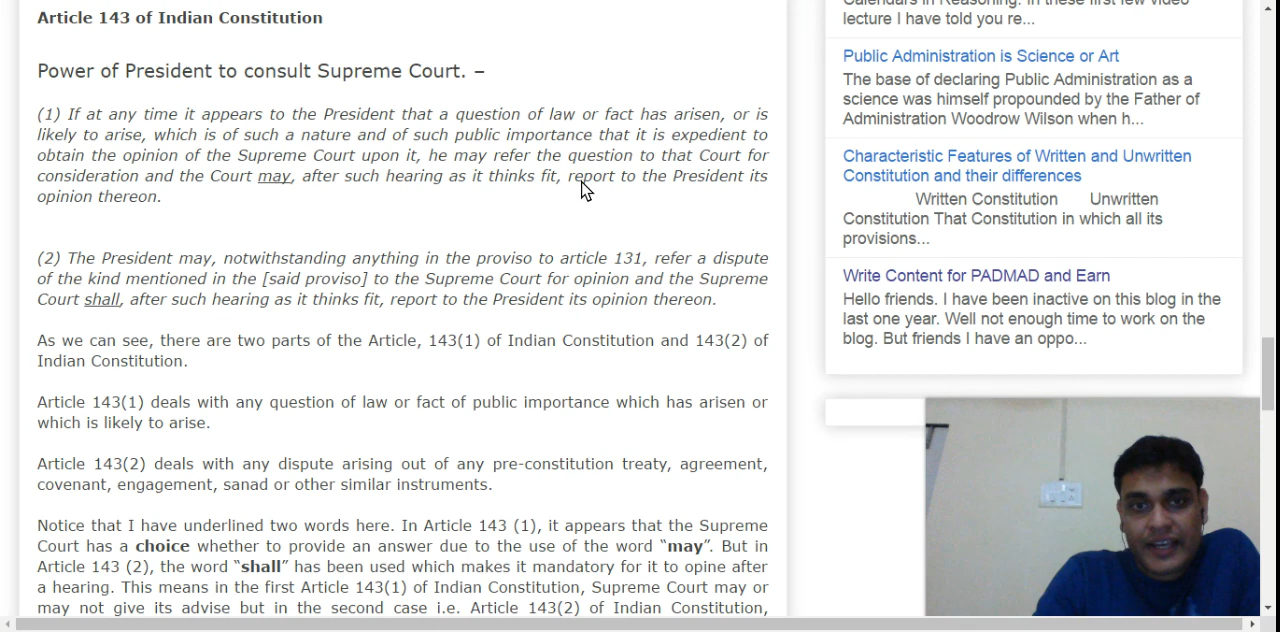 Article 143 of Indian Constitution
Power of President to consult Supreme Court. –
(1) If at any time it appears to the President that a question of law or fact has arisen, or is
likely to arise, which is of such a nature and of such public importance that it is expedient to
obtain the opinion of the Supreme Court upon it, he may refer the question to that Court for
consideration and the Court may, after such hearing as it thinks fit, report to the President its
opinion thereon.
(2) The President may, notwithstanding anything in the proviso to article 131, refer a dispute
of the kind mentioned in the [said proviso] to the Supreme Court for opinion and the Supreme
Court shall, after such hearing as it thinks fit, report to the President its opinion thereon.
As we can see, there are two parts of the Article, 143(1) of Indian Constitution and 143(2) of
Indian Constitution.
Article 143(1) deals with any question of law or fact of public importance which has arisen or
which is likely to arise.
Article 143(2) deals with any dispute arising out of any pre-constitution treaty, agreement,
covenant, engagement, sanad or other similar instruments.
Notice that I have underlined two words here. In Article 143 (1), it appears that the Supreme
Court has a choice whether to provide an answer due to the use of the word “may”. But in
Article 143 (2), the word “shall” has been used which makes it mandatory for it to opine after
a hearing. This means in the first Article 143(1) of Indian Constitution, Supreme Court may or
may not give its advise but in the second case i.e. Article 143(2) of Indian Constitution,
Calendars in Reasoning. In these first few video
lecture I have told you re...
Public Administration is Science or Art
The base of declaring Public Administration as a
science was himself propounded by the Father of
Administration Woodrow Wilson when h...
Characteristic Features of Written and Unwritten
Constitution and their differences
Written Constitution Unwritten
Constitution That Constitution in which all its
provisions...
Write Content for PADMAD and Earn
Hello friends. I have been inactive on this blog in the
last one year. Well not enough time to work on the
blog. But friends I have an oppo...